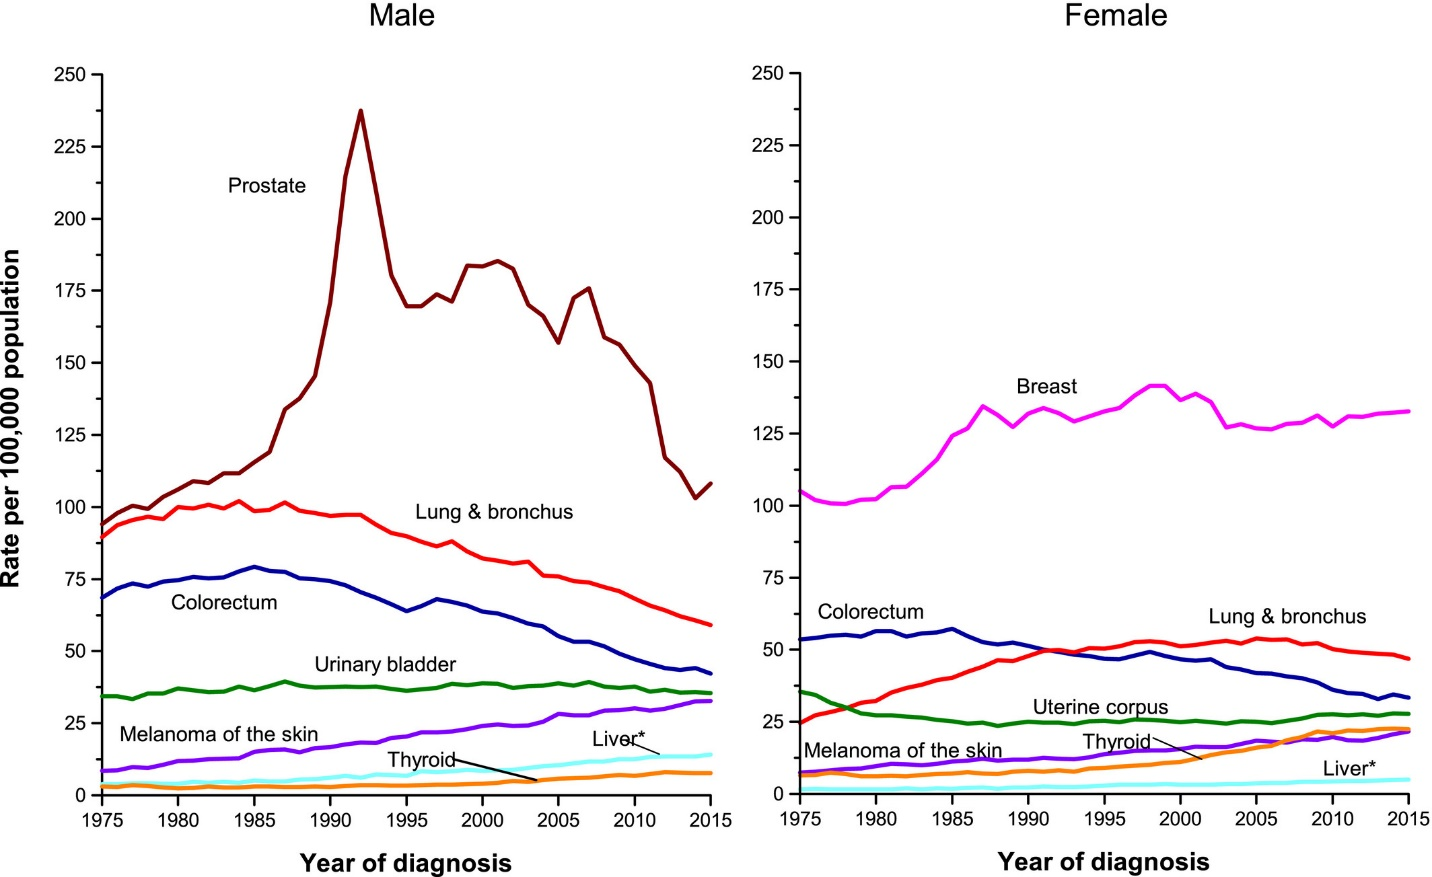 Male
Female
Rate per 100,000 population
250
225
200
175
150
125
100
75
50
25
0
Prostate
Lung & bronchus
Colorectum
Urinary bladder
Melanoma of the skin
Liver*
Thyroid
1975 1980 1985 1990 1995 2000 2005 2010 2015
Year of diagnosis
250
225
200
175
150
125
100
75
50
25
0
Breast
Colorectum
Lung & bronchus
Uterine corpus
Thyroid
Melanoma of the skin
Liver*
1975 1980 1985 1990 1995 2000 2005 2010 2015
Year of diagnosis